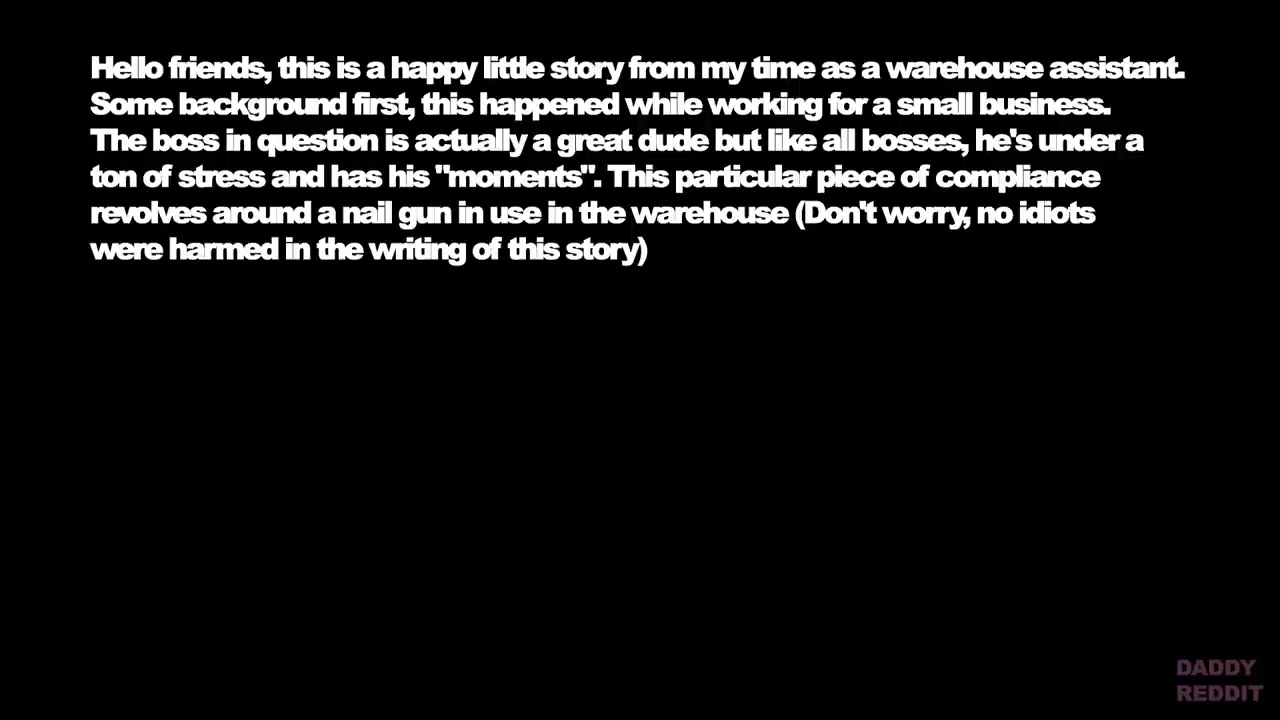 Hello friends, this is a happy little story from my time as a warehouse assistant.
Some background first, this happened while working for a small business.
The boss in question is actually a great dude but like all bosses, he's under a
ton of stress and has his "moments". This particular piece of compliance
revolves around a nail gun in use in the warehouse (Don't worry, no idiots
were harmed in the writing of this story)
DADDY
REDDIT